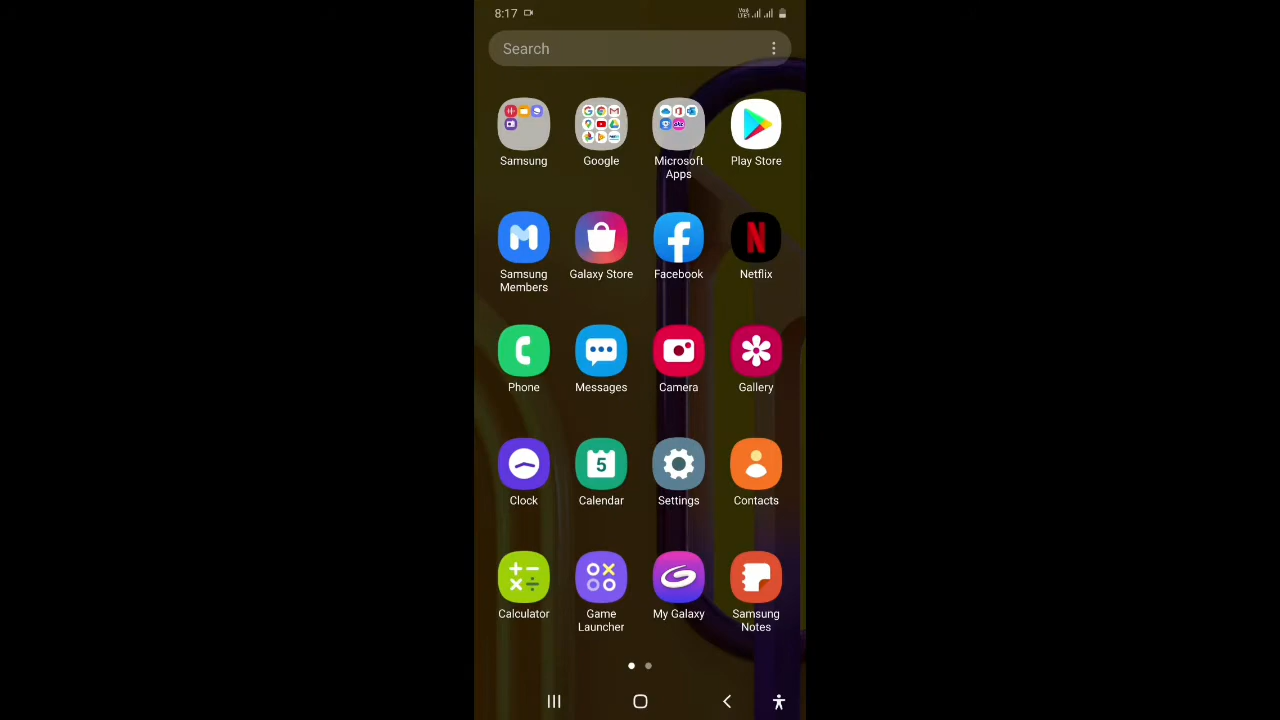 8:17
Search
Samsung
Google
Microsoft
Apps
Play Store
Samsung
Members
Galaxy Store
Facebook
Netflix
Phone
Messages
Camera
Gallery
Clock
5
Calendar
Settings
Contacts
Calculator
Game
Launcher
My Galaxy
Samsung
Notes